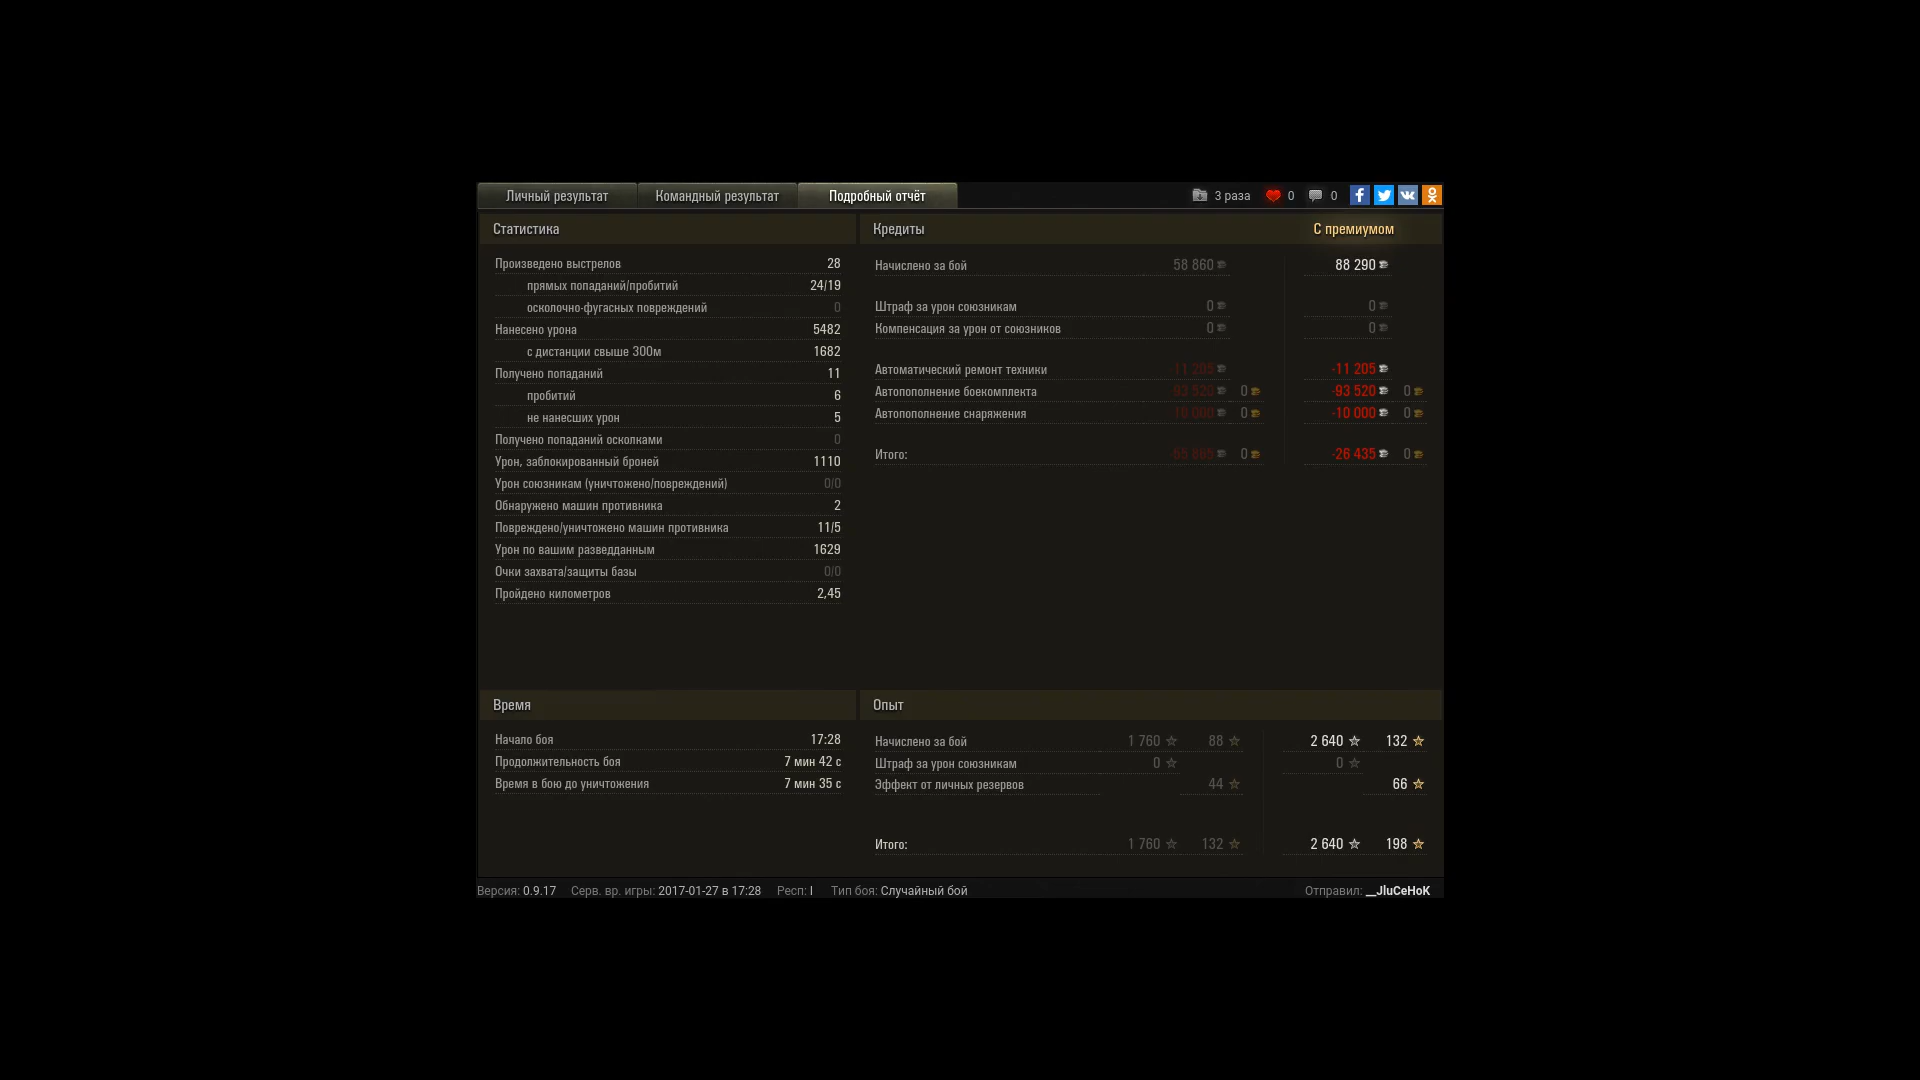 Личный результат Командный результат Подробный отчёт 3 раза 0 0
Статистика
Произведено выстрелов 28
прямых попаданий/пробитий 24/19
осколочно-фугасных повреждений 0
Нанесено урона 5482
с дистанции свыше 300м 1682
Получено попаданий 11
пробитий 6
не нанесших урон 5
Получено попаданий осколками 0
Урон, заблокированный броней 1110
Урон союзникам (уничтожено/повреждений) 0/0
Обнаружено машин противника 2
Повреждено/уничтожено машин противника 11/5
Урон по вашим разведданным 1629
Очки захвата/защиты базы 0/0
Пройдено километров 2,45
Кредиты С премиумом
Начислено за бой 58 860 88 290
Штраф за урон союзникам 0 0
Компенсация за урон от союзников 0 0
Автоматический ремонт техники -11 205 -11 205
Автопополнение боекомплекта -93 520 0 -93 520 0
Автопополнение снаряжения -10 000 0 -10 000 0
Итого: -55 865 0 -26 435 0
Время
Начало боя 17:28
Продолжительность боя 7 мин 42 с
Время в бою до уничтожения 7 мин 35 с
Опыт
Начислено за бой 1 760 88 2 640 132
Штраф за урон союзникам 0 0
Эффект от личных резервов 44 66
Итого: 1 760 132 2 640 198
Версия: 0.9.17 Серв. вр. игры: 2017-01-27 в 17:28 Респ: I Тип боя: Случайный бой Отправил: __JluCeHoK